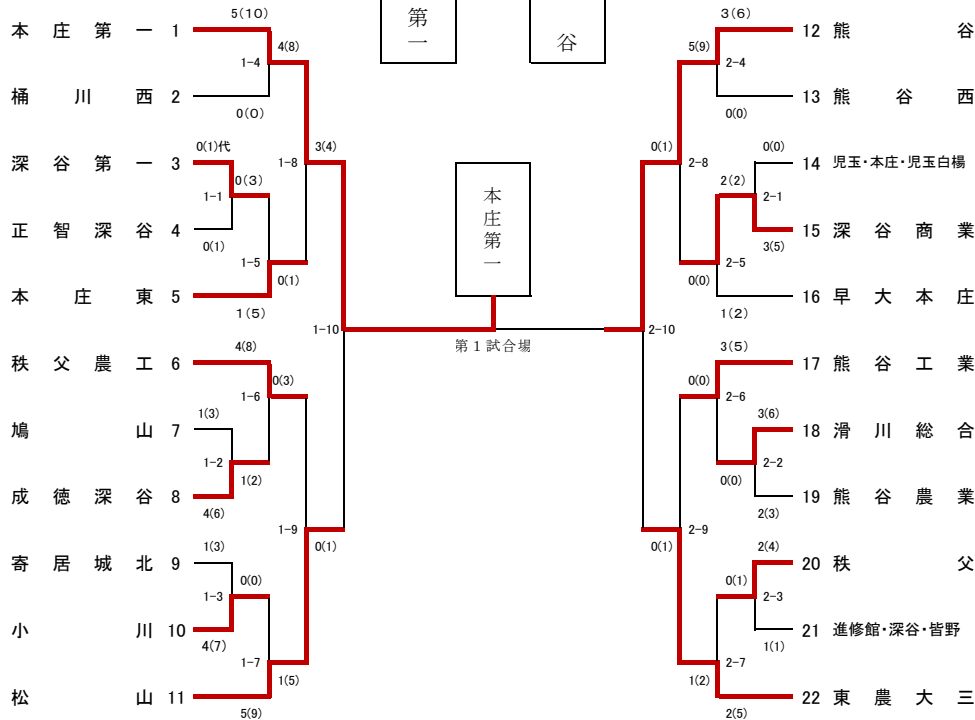 第一
谷
本庄第一
第１試合場
本庄第一 1
桶川西 2
深谷第一 3
正智深谷 4
本庄東 5
秩父農工 6
鳩山 7
成徳深谷 8
寄居城北 9
小川 10
松山 11
5(10)
4(8)
1-4
0(0)
0(1)代
0(3)
1-1
0(1)
1-5
0(1)
1(5)
1-8
3(4)
1-10
4(8)
0(3)
1-6
1(3)
1-2
1(2)
4(6)
1-9
0(1)
1(3)
0(0)
1-3
4(7)
1-7
1(5)
5(9)
12 熊谷
13 熊谷西
14 児玉・本庄・児玉白楊
15 深谷商業
16 早大本庄
17 熊谷工業
18 滑川総合
19 熊谷農業
20 秩父
21 進修館・深谷・皆野
22 東農大三
3(6)
5(9)
2-4
0(0)
0(1)
2-8
0(0)
2(2)
2-1
3(5)
0(0)
2-5
1(2)
2-10
3(5)
0(0)
2-6
3(6)
2-2
0(0)
2(3)
2-9
0(1)
2(4)
0(1)
2-3
1(1)
2-7
1(2)
2(5)